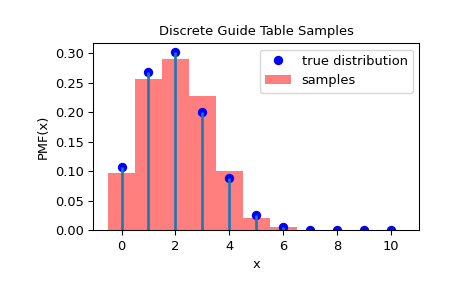 Discrete Guide Table Samples
true distribution
samples
PMF(x)
0.30
0.25
0.20
0.15
0.10
0.05
0.00
0 2 4 6 8 10
x